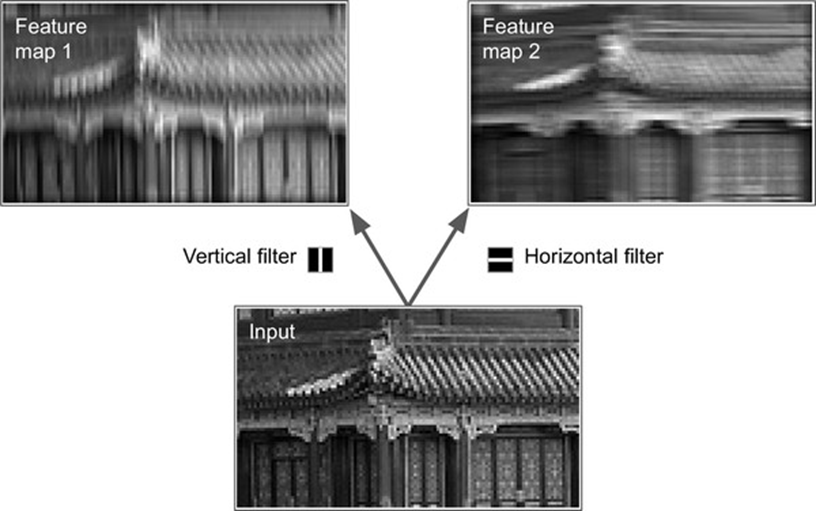 Feature
map 1
Feature
map 2
Vertical filter
Horizontal filter
Input